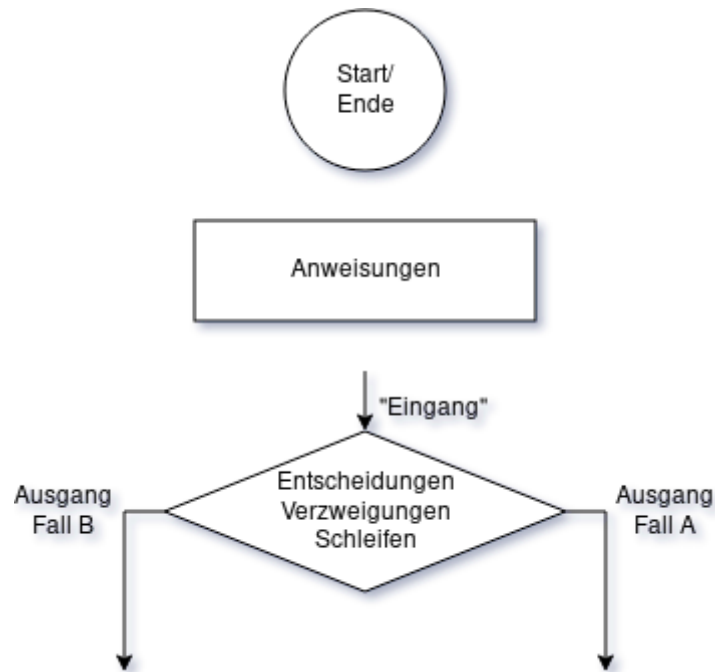 Start/
Ende
Anweisungen
"Eingang"
Entscheidungen
Verzweigungen
Schleifen
Ausgang
Fall B
Ausgang
Fall A